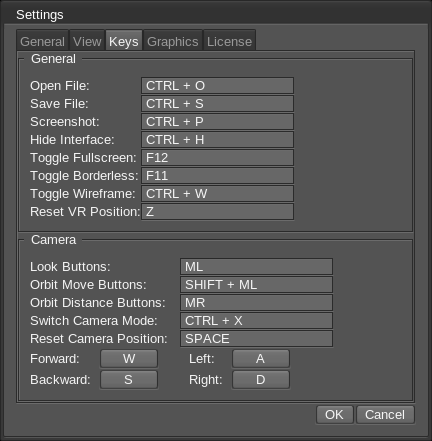 Settings
General View Keys Graphics License
General
Open File: CTRL + O
Save File: CTRL + S
Screenshot: CTRL + P
Hide Interface: CTRL + H
Toggle Fullscreen: F12
Toggle Borderless: F11
Toggle Wireframe: CTRL + W
Reset VR Position: Z
Camera
Look Buttons: ML
Orbit Move Buttons: SHIFT + ML
Orbit Distance Buttons: MR
Switch Camera Mode: CTRL + X
Reset Camera Position: SPACE
Forward: W Left: A
Backward: S Right: D
OK Cancel